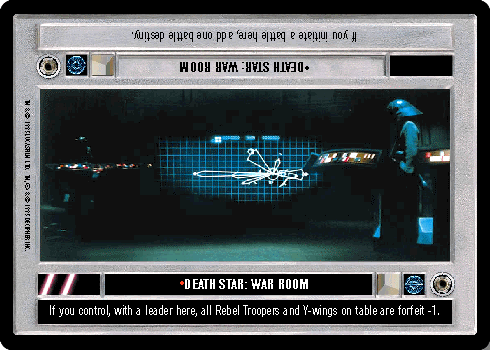 If you initiate a battle here, add one battle destiny.
•DEATH STAR: WAR ROOM
•DEATH STAR: WAR ROOM
If you control, with a leader here, all Rebel Troopers and Y-wings on table are forfeit -1.